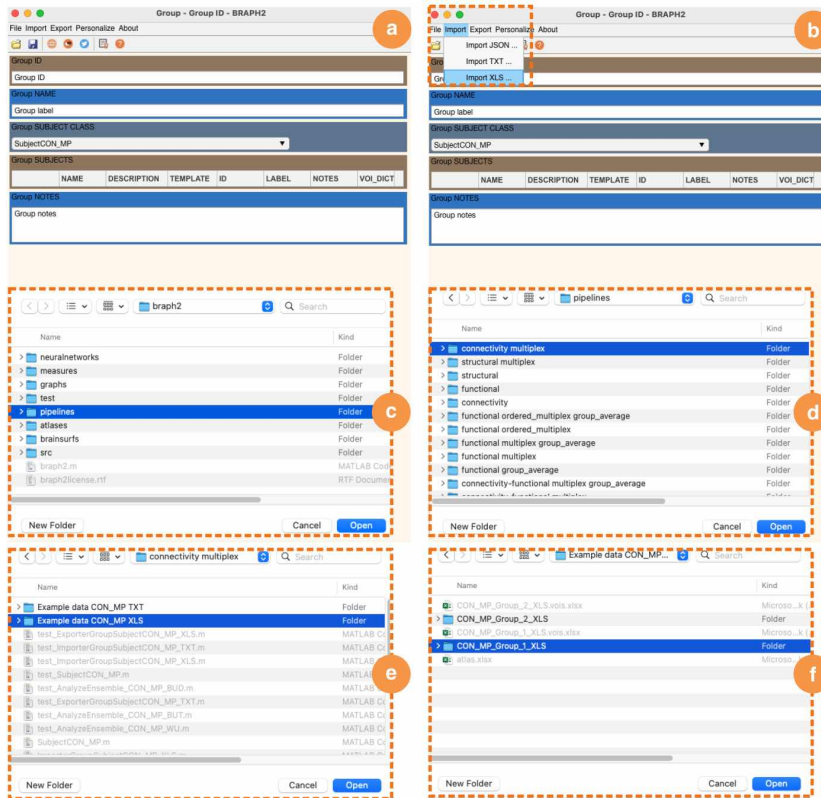 Group - Group ID - BRAPH2
File Import Export Personalize About
a
Group ID
Group ID
Group NAME
Group label
Group SUBJECT CLASS
SubjectCON_MP
Group SUBJECTS
NAME DESCRIPTION TEMPLATE ID LABEL NOTES VOI_DICT
Group NOTES
Group notes
Group - Group ID - BRAPH2
File Import Export Personalize About
b
Import JSON ...
Import TXT ...
Import XLS ...
Group NAME
Group label
Group SUBJECT CLASS
SubjectCON_MP
Group SUBJECTS
NAME DESCRIPTION TEMPLATE ID LABEL NOTES VOI_DICT
Group NOTES
Group notes
braph2 Search
Name Kind
neuralnetworks Folder
measures Folder
graphs Folder
test Folder
pipelines Folder
c
atlases Folder
brainsurfs Folder
src Folder
braph2.m MATLAB Cod
braph2license.rtf RTF Documen
New Folder Cancel Open
pipelines Search
Name Kind
connectivity multiplex Folder
structural multiplex Folder
structural Folder
functional Folder
connectivity Folder
d
functional ordered_multiplex group_average Folder
functional ordered_multiplex Folder
functional multiplex group_average Folder
functional multiplex Folder
functional group_average Folder
connectivity-functional multiplex group_average Folder
New Folder Cancel Open
connectivity multiplex Search
Name Kind
Example data CON_MP TXT Folder
Example data CON_MP XLS Folder
test_ExporterGroupSubjectCON_MP_XLS.m MATLAB Co
test_ImporterGroupSubjectCON_MP_TXT.m MATLAB Co
test_ImporterGroupSubjectCON_MP_XLS.m MATLAB Co
test_SubjectCON_MP.m MATLAB
e
test_AnalyzeEnsemble_CON_MP_BUD.m MATLAB
test_ExporterGroupSubjectCON_MP_TXT.m MATLAB Co
test_AnalyzeEnsemble_CON_MP_BUT.m MATLAB Co
test_AnalyzeEnsemble_CON_MP_WU.m MATLAB Co
SubjectCON_MP.m MATLAB Co
New Folder Cancel Open
Example data CON_MP... Search
Name Kind
CON_MP_Group_2_XLS.vois.xlsx Microso...k (.
CON_MP_Group_2_XLS Folder
CON_MP_Group_1_XLS.vois.xlsx Microso...k (.
CON_MP_Group_1_XLS Folder
atlas.xlsx Microso...
f
New Folder Cancel Open